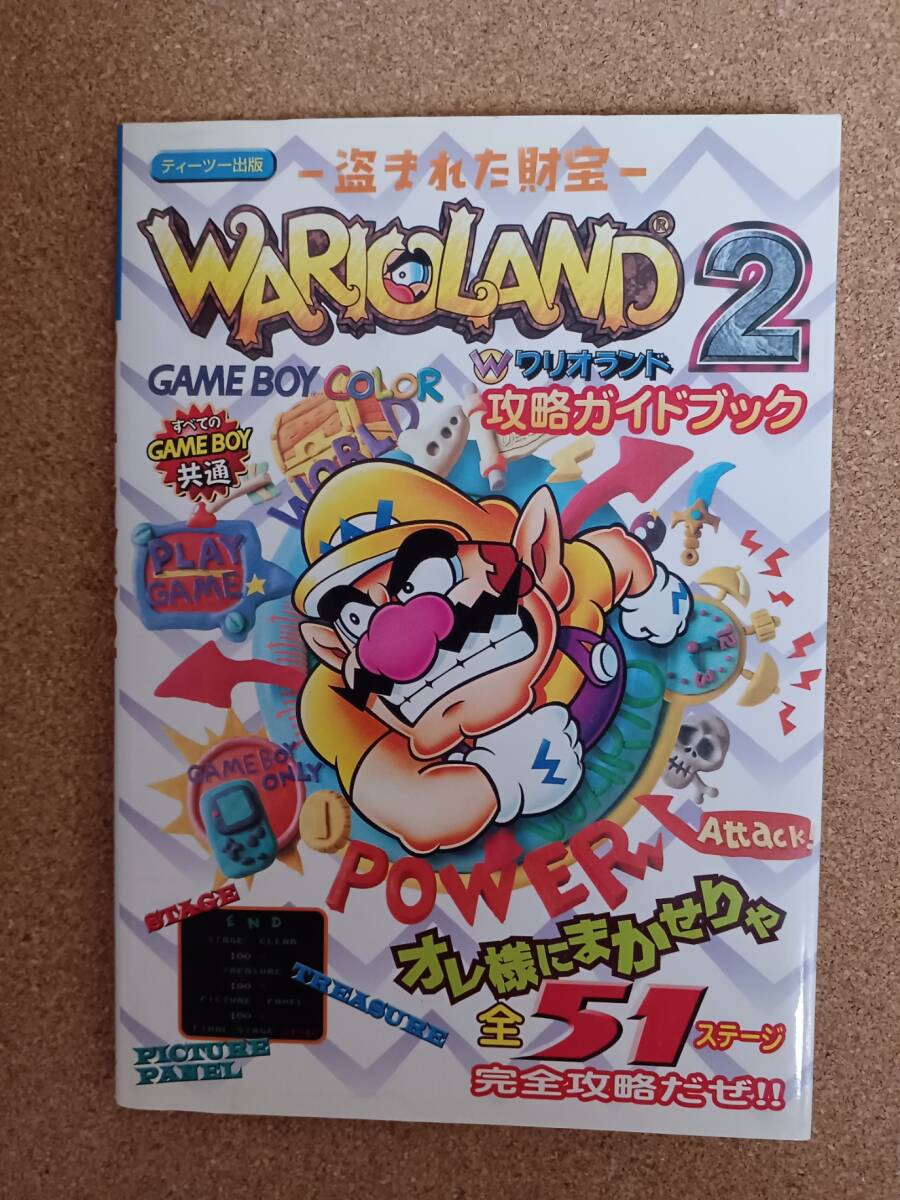 ティーツー出版
-盗まれた財宝-
WARIOLAND® 2
W ワリオランド
GAME BOY COLOR
攻略ガイドブック
すべての
GAME BOY
共通
WORLD
PLAY
GAME
12
3
WARIO
GAMEBOY
ONLY
Attack!
POWER
STAGE
END
STAGE CLEAR
100
TREASURE
100
PICTURE PANEL
100
TREASURE
PICTURE
PANEL
オレ様にまかせりゃ
全51ステージ
完全攻略だぜ!!